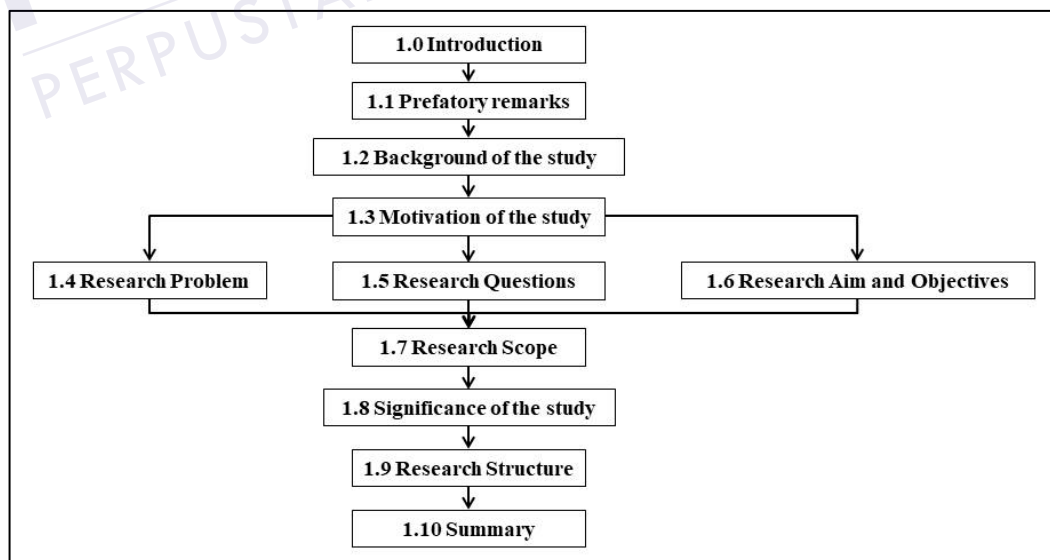 PERPUSTA
1.0 Introduction
1.1 Prefatory remarks
1.2 Background of the study
1.3 Motivation of the study
1.4 Research Problem
1.5 Research Questions
1.6 Research Aim and Objectives
1.7 Research Scope
1.8 Significance of the study
1.9 Research Structure
1.10 Summary